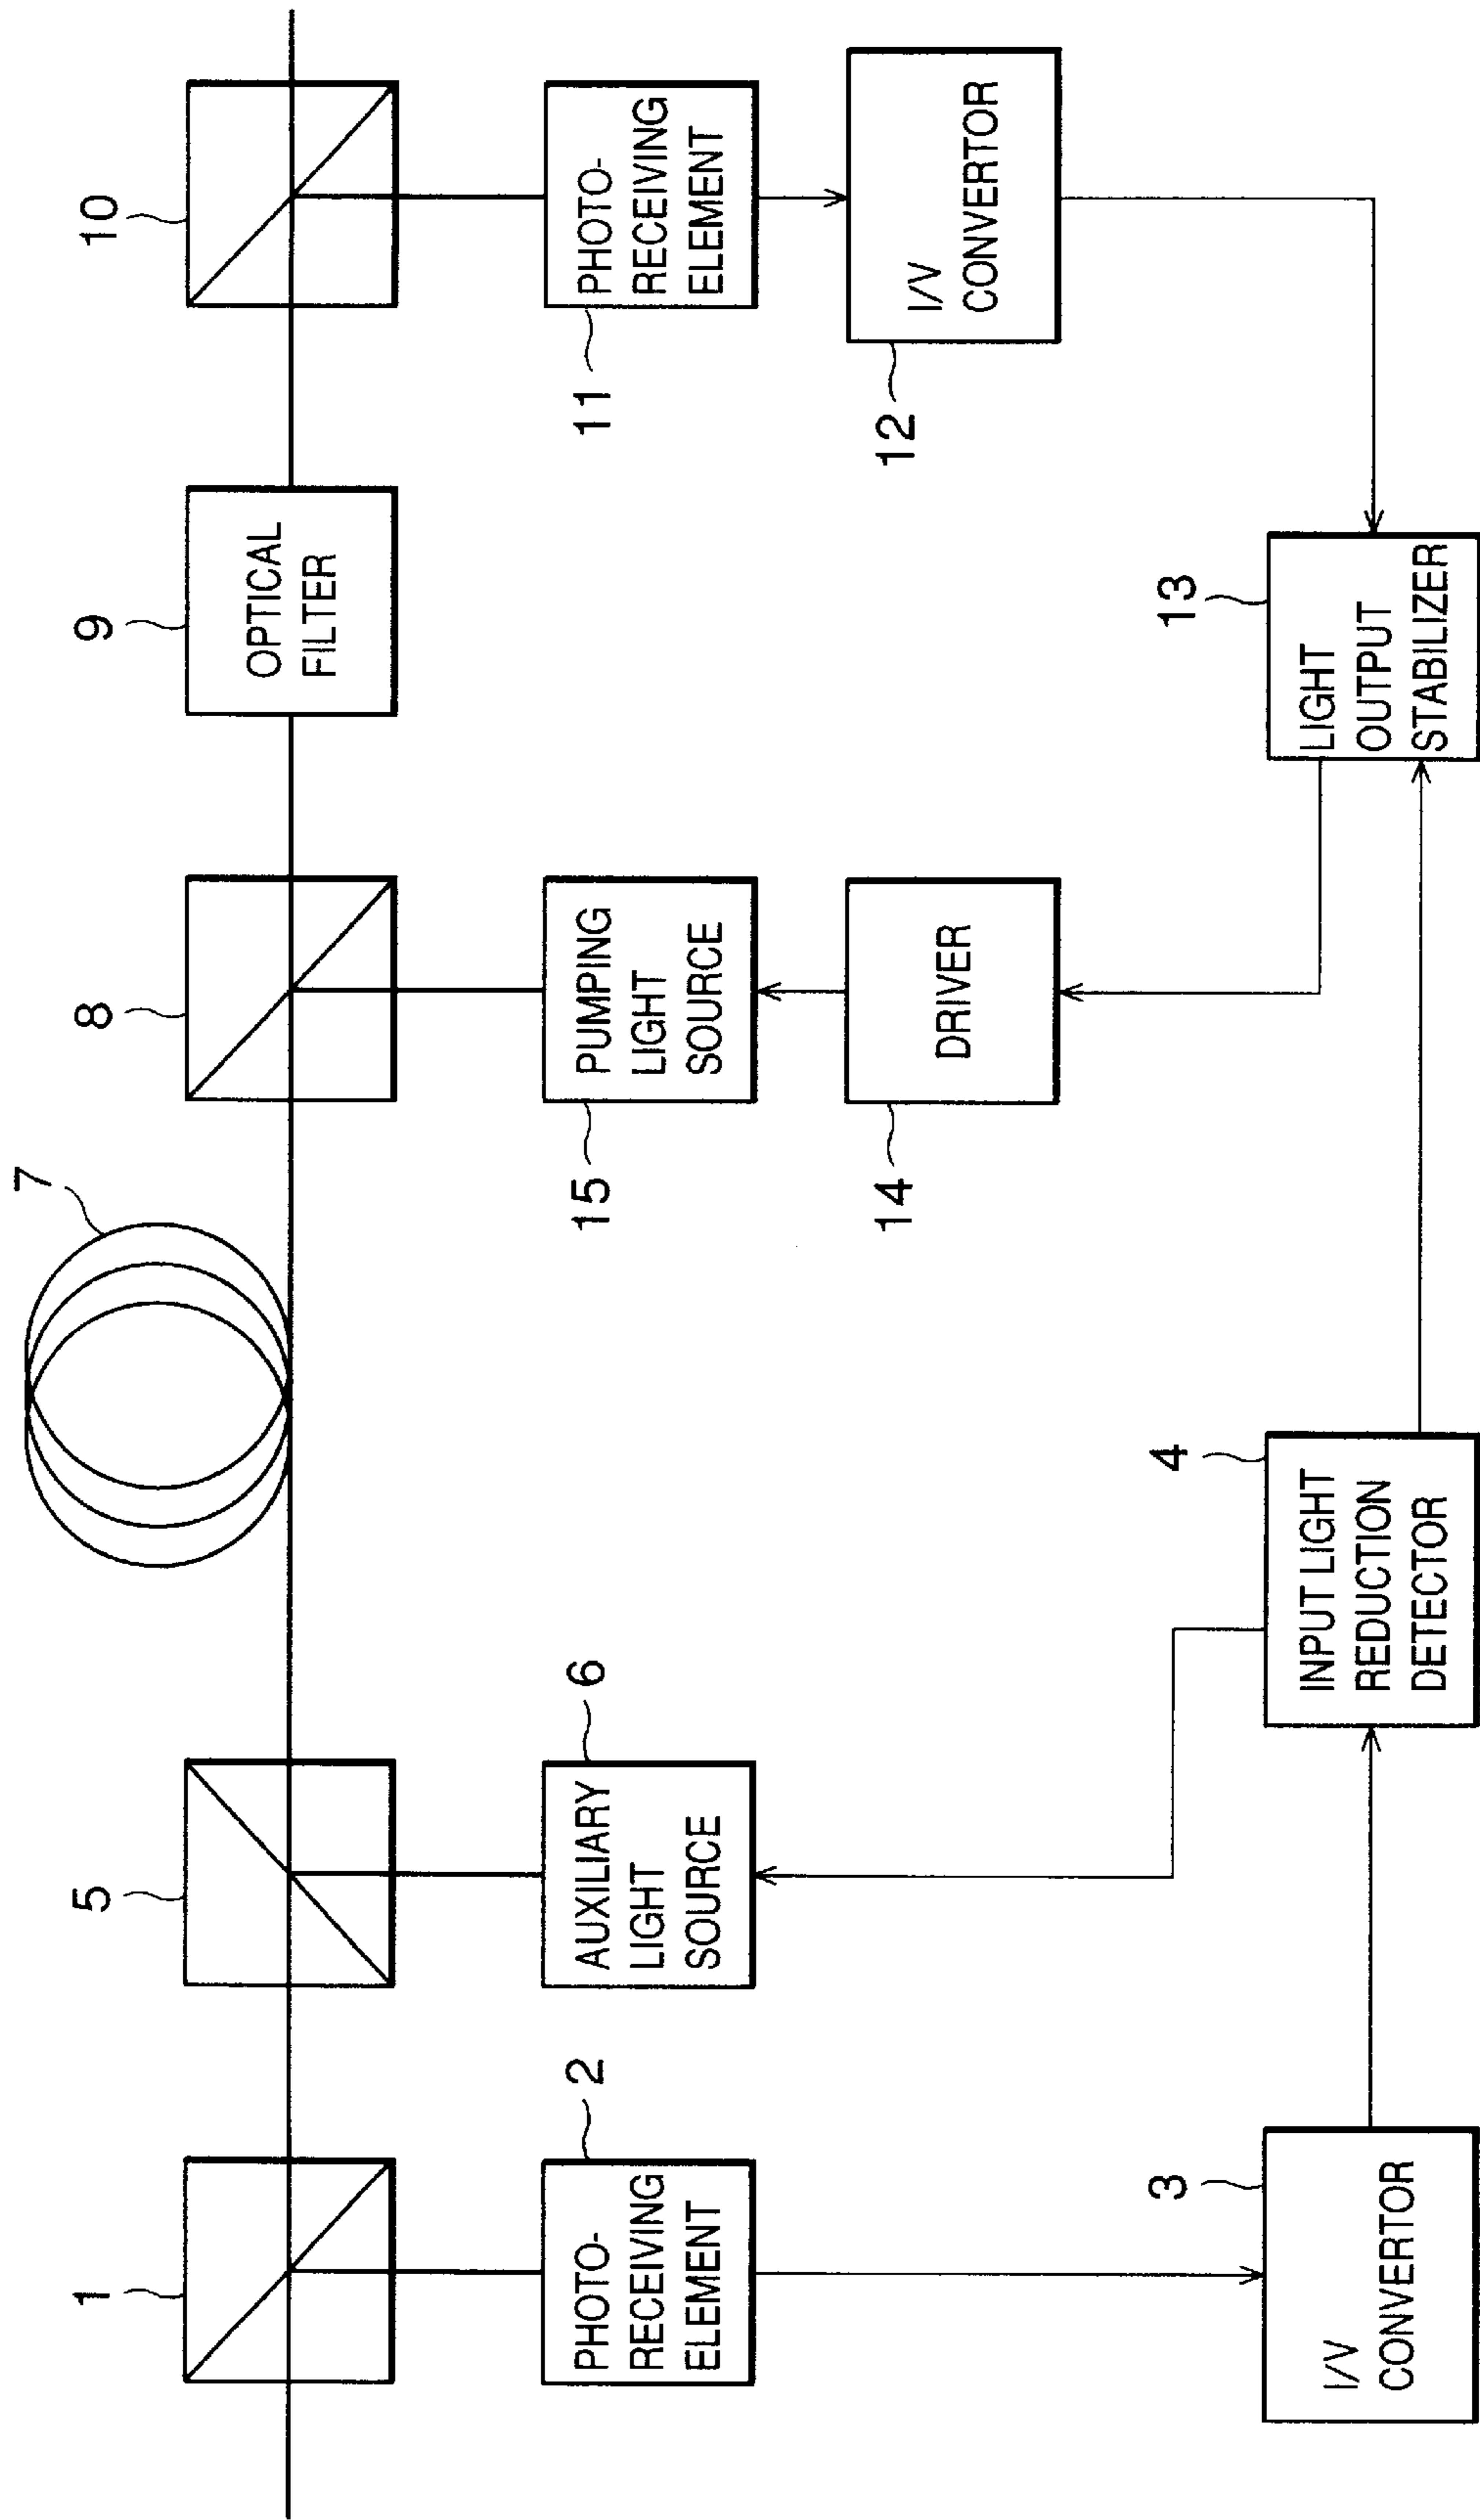 7
1
5
8
9
10
PHOTO-
RECEIVING
ELEMENT
2
AUXILIARY
LIGHT
SOURCE
6
PUMPING
LIGHT
SOURCE
15
PHOTO-
RECEIVING
ELEMENT
11
DRIVER
14
I/V
CONVERTOR
12
I/V
CONVERTOR
3
INPUT LIGHT
REDUCTION
DETECTOR
4
LIGHT
OUTPUT
STABILIZER
13
OPTICAL
FILTER